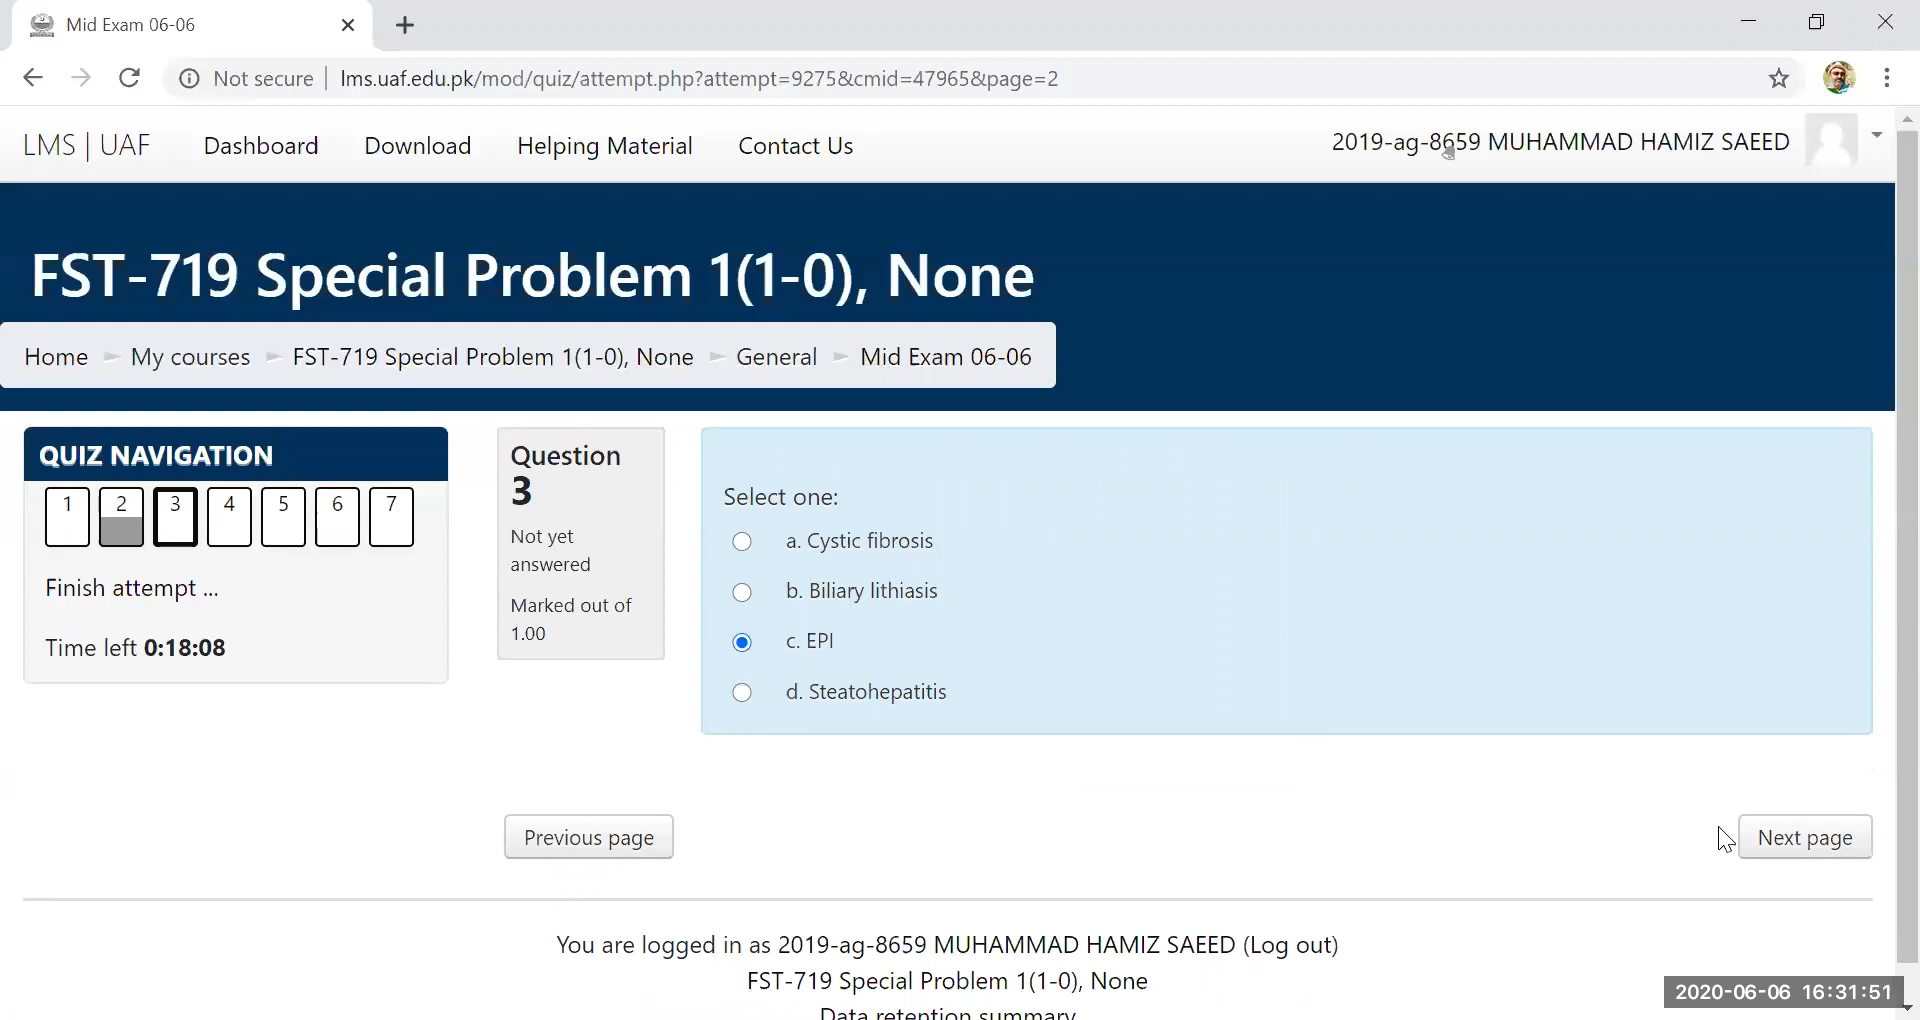 Mid Exam 06-06
Not secure | lms.uaf.edu.pk/mod/quiz/attempt.php?attempt=9275&cmid=47965&page=2
LMS | UAF Dashboard Download Helping Material Contact Us 2019-ag-8659 MUHAMMAD HAMIZ SAEED
FST-719 Special Problem 1(1-0), None
Home My courses FST-719 Special Problem 1(1-0), None General Mid Exam 06-06
QUIZ NAVIGATION
1 2 3 4 5 6 7
Finish attempt ...
Time left 0:18:08
Question
3
Not yet
answered
Marked out of
1.00
Select one:
a. Cystic fibrosis
b. Biliary lithiasis
c. EPI
d. Steatohepatitis
Previous page
Next page
You are logged in as 2019-ag-8659 MUHAMMAD HAMIZ SAEED (Log out)
FST-719 Special Problem 1(1-0), None
Data retention summary
2020-06-06 16:31:51